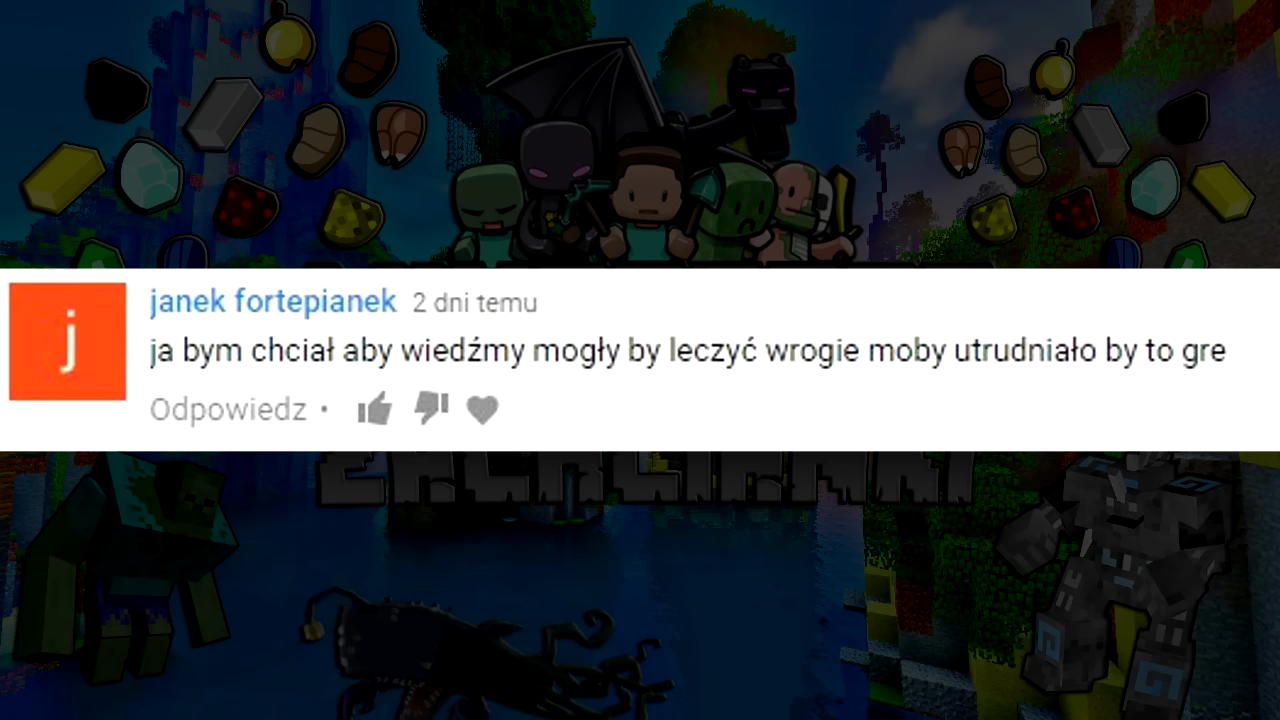 j
janek fortepianek 2 dni temu
ja bym chciał aby wiedźmy mogły by leczyć wrogie moby utrudniało by to gre
Odpowiedz •